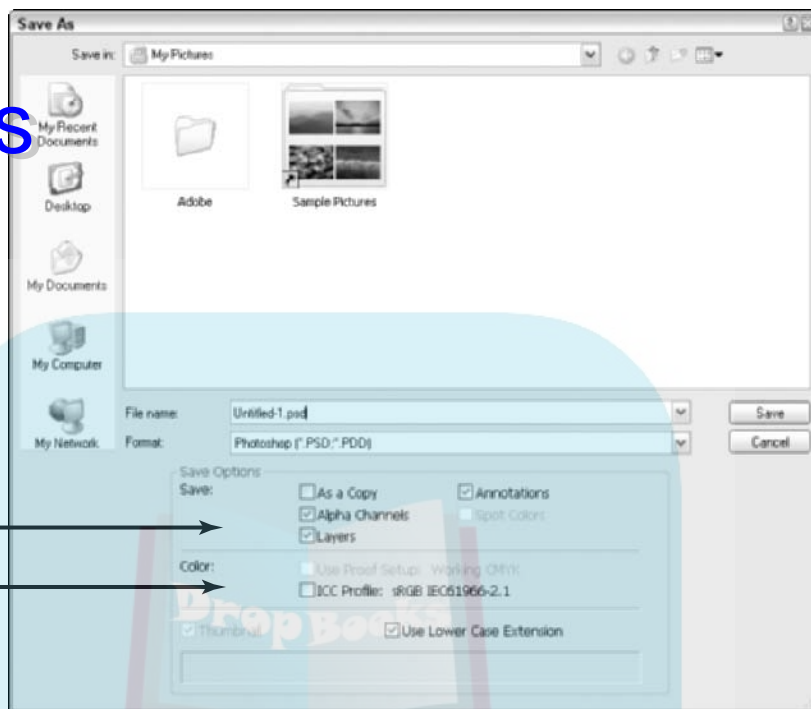 Save As
Save in: My Pictures
My Recent Documents
Desktop
My Documents
My Computer
My Network
Adobe
Sample Pictures
File name: Untitled-1.psd Save
Format: Photoshop (*.PSD;*.PDD) Cancel
Save Options
Save: As a Copy Annotations
Alpha Channels Spot Colors
Layers
Color: Use Proof Setup: Working CMYK
ICC Profile: sRGB IEC61966-2.1
Thumbnail Use Lower Case Extension
Drop Books
s